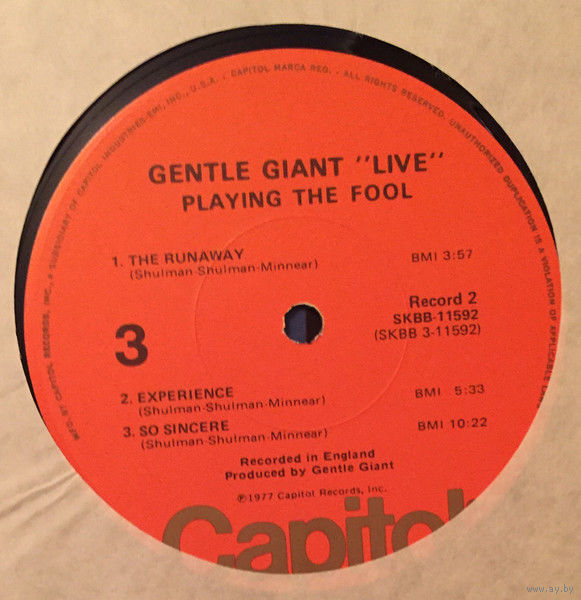 MFG. BY CAPITOL RECORDS, INC., A SUBSIDIARY OF CAPITOL INDUSTRIES-EMI, INC., U.S.A. • CAPITOL MARCA REG. • ALL RIGHTS RESERVED. UNAUTHORIZED DUPLICATION IS A VIOLATION OF APPLICABLE LAWS
GENTLE GIANT "LIVE"
PLAYING THE FOOL
1. THE RUNAWAY BMI 3:57
(Shulman-Shulman-Minnear)
Record 2
SKBB-11592
(SKBB 3-11592)
3
2. EXPERIENCE BMI 5:33
(Shulman-Shulman-Minnear)
3. SO SINCERE BMI 10:22
(Shulman-Shulman-Minnear)
Recorded in England
Produced by Gentle Giant
℗1977 Capitol Records, Inc.
Capitol
www.ay.by